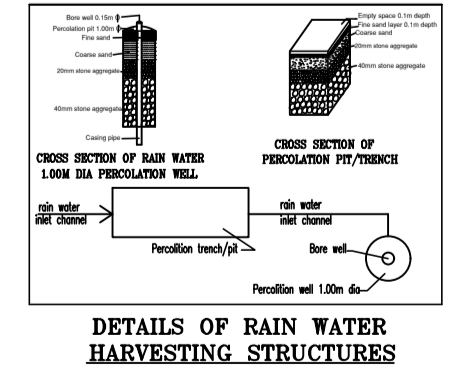 Bore well 0.15m ϕ
Percolation pit 1.00m ϕ
Fine sand
Coarse sand
20mm stone aggregate
40mm stone aggregate
Casing pipe
CROSS SECTION OF RAIN WATER
1.00M DIA PERCOLATION WELL
Empty space 0.1m depth
Fine sand layer 0.1m depth
Coarse sand
20mm stone aggregate
40mm stone aggregate
CROSS SECTION OF
PERCOLATION PIT/TRENCH
rain water
inlet channel
Percolition trench/pit
rain water
inlet channel
Bore well
Percolition well 1.00m dia
DETAILS OF RAIN WATER
HARVESTING STRUCTURES